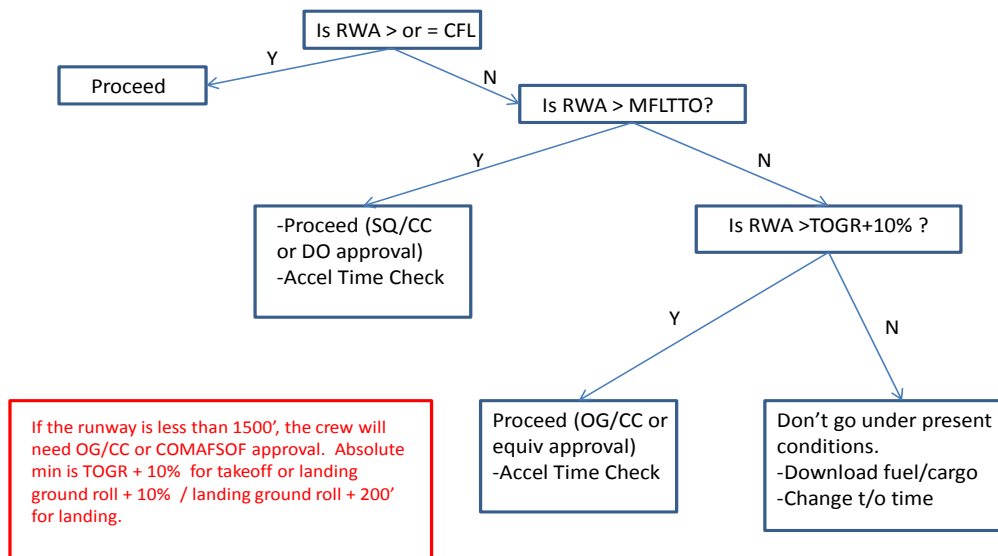 Is RWA > or = CFL
Y
N
Proceed
Is RWA > MFLTTO?
Y
N
-Proceed (SQ/CC
or DO approval)
-Accel Time Check
Is RWA >TOGR+10% ?
Y
N
If the runway is less than 1500’, the crew will
need OG/CC or COMAFSOF approval. Absolute
min is TOGR + 10% for takeoff or landing
ground roll + 10% / landing ground roll + 200’
for landing.
Proceed (OG/CC or
equiv approval)
-Accel Time Check
Don’t go under present
conditions.
-Download fuel/cargo
-Change t/o time